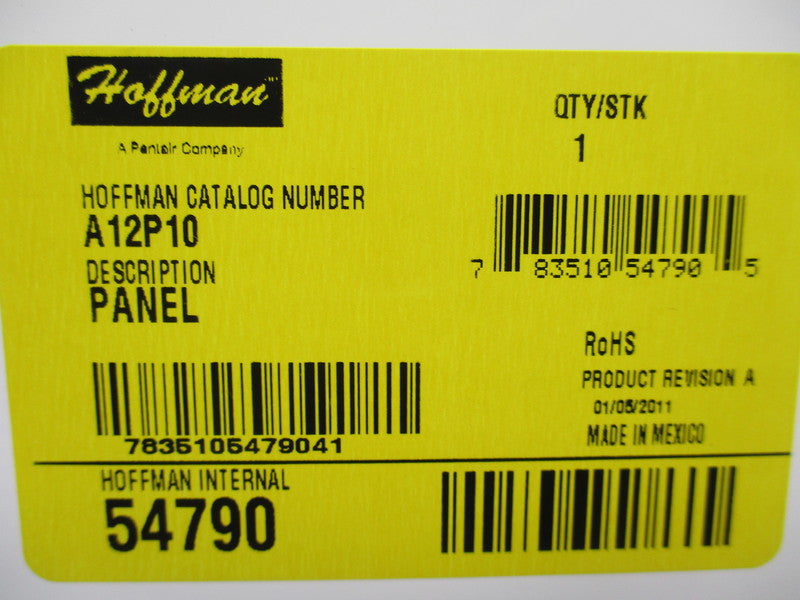 Hoffman
A Pentair Company
QTY/STK
1
HOFFMAN CATALOG NUMBER
A12P10
DESCRIPTION
PANEL
7 83510 54790 5
RoHS
PRODUCT REVISION A
01/05/2011
MADE IN MEXICO
7835105479041
HOFFMAN INTERNAL
54790